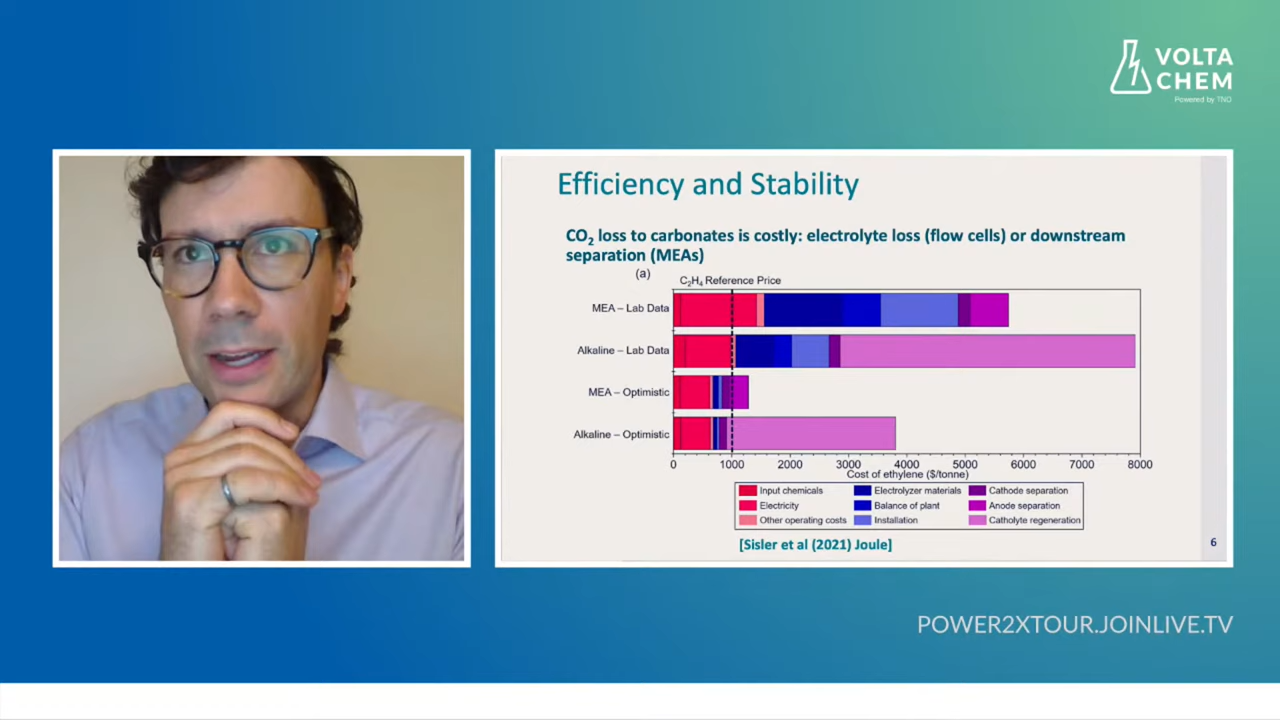 VOLTA
CHEM
Powered by TNO
Efficiency and Stability
CO₂ loss to carbonates is costly: electrolyte loss (flow cells) or downstream
separation (MEAs)
(a)
C₂H₄ Reference Price
MEA – Lab Data
Alkaline – Lab Data
MEA – Optimistic
Alkaline – Optimistic
0 1000 2000 3000 4000 5000 6000 7000 8000
Cost of ethylene ($/tonne)
Input chemicals Electrolyzer materials Cathode separation
Electricity Balance of plant Anode separation
Other operating costs Installation Catholyte regeneration
[Sisler et al (2021) Joule]
6
POWER2XTOUR.JOINLIVE.TV